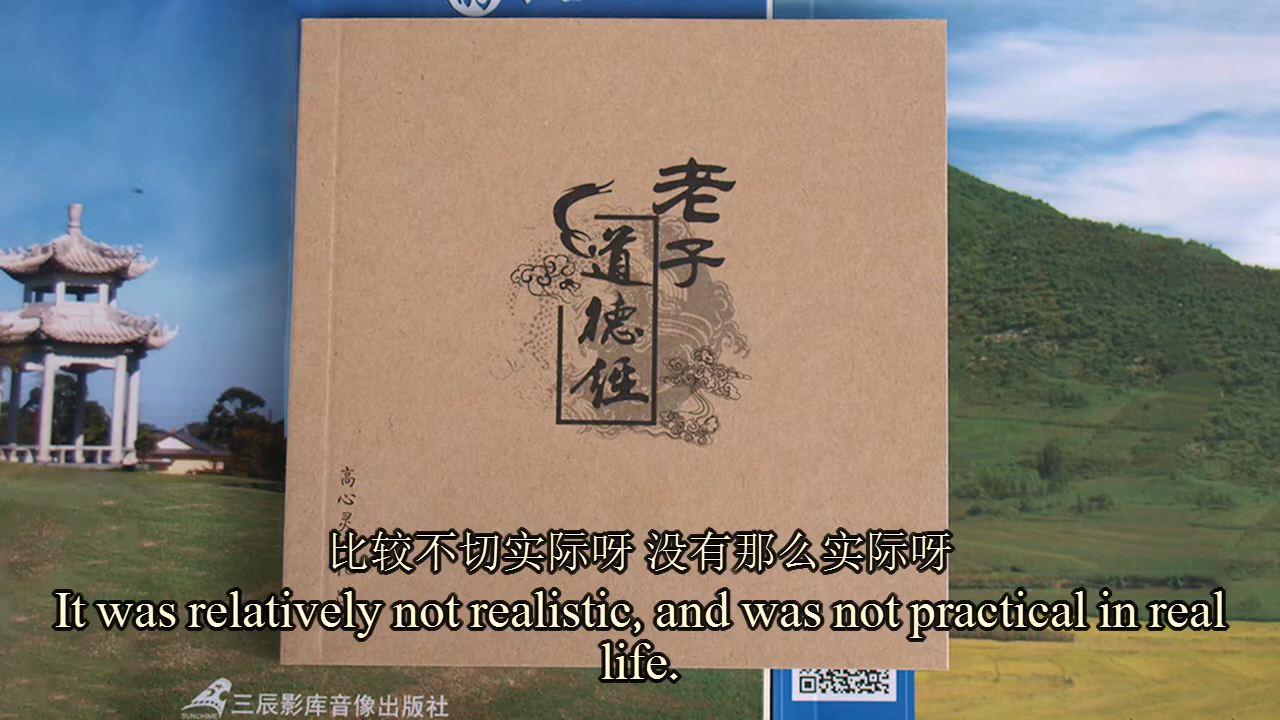 老子
道德经
高心灵
比较不切实际呀 没有那么实际呀
It was relatively not realistic, and was not practical in real
life.
SUNCHIME
三辰影库音像出版社